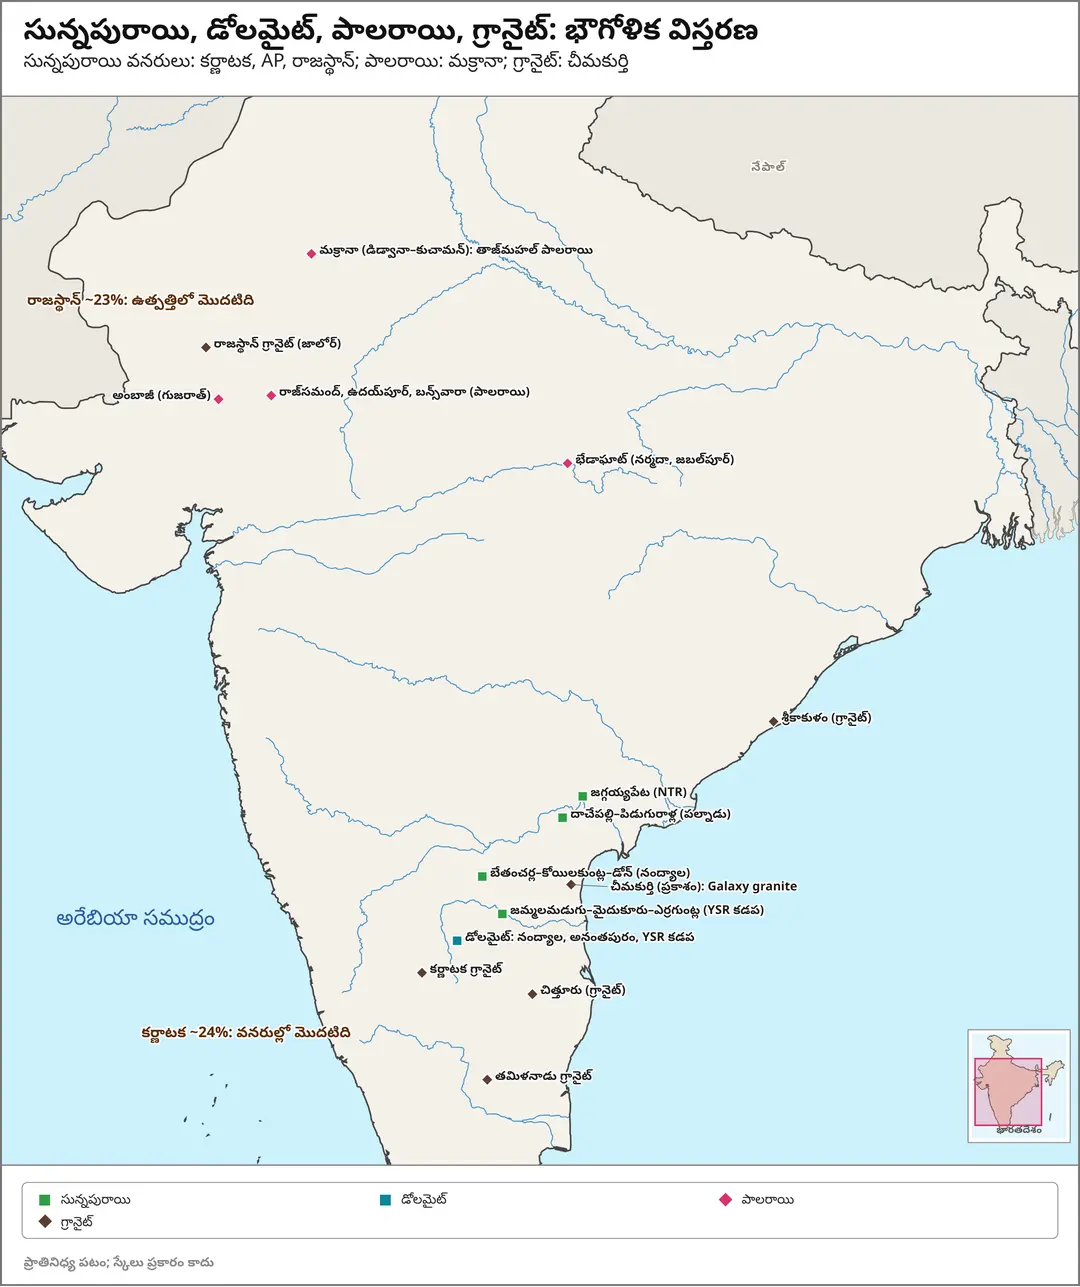 సున్నపురాయి, డోలమైట్, పాలరాయి, గ్రానైట్: భౌగోళిక విస్తరణ
సున్నపురాయి వనరులు: కర్ణాటక, AP, రాజస్థాన్; పాలరాయి: మక్రానా; గ్రానైట్: చీమకుర్తి
నేపాల్
మక్రానా (డిడ్వానా–కుచామన్): తాజ్‌మహల్ పాలరాయి
రాజస్థాన్ ~23%: ఉత్పత్తిలో మొదటిది
రాజస్థాన్ గ్రానైట్ (జాలోర్)
అంబాజీ (గుజరాత్)
రాజ్‌సమంద్, ఉదయ్‌పూర్, బన్స్‌వారా (పాలరాయి)
భేడాఘాట్ (నర్మదా, జబల్‌పూర్)
శ్రీకాకుళం (గ్రానైట్)
జగ్గయ్యపేట (NTR)
దాచేపల్లి–పిడుగురాళ్ల (పల్నాడు)
బేతంచర్ల–కోయిలకుంట్ల–డోన్ (నంద్యాల)
చీమకుర్తి (ప్రకాశం): Galaxy granite
జమ్మలమడుగు–మైదుకూరు–ఎర్రగుంట్ల (YSR కడప)
అరేబియా సముద్రం
డోలమైట్: నంద్యాల, అనంతపురం, YSR కడప
కర్ణాటక గ్రానైట్
చిత్తూరు (గ్రానైట్)
కర్ణాటక ~24%: వనరుల్లో మొదటిది
తమిళనాడు గ్రానైట్
భారతదేశం
సున్నపురాయి
డోలమైట్
పాలరాయి
గ్రానైట్
ప్రాతినిధ్య పటం; స్కేలు ప్రకారం కాదు